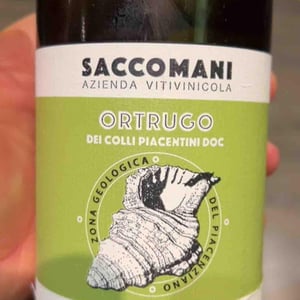 SACCOMANI
AZIENDA VITIVINICOLA
ORTRUGO
DEI COLLI PIACENTINI DOC
ZONA GEOLOGICA
DEL PIACENZIANO